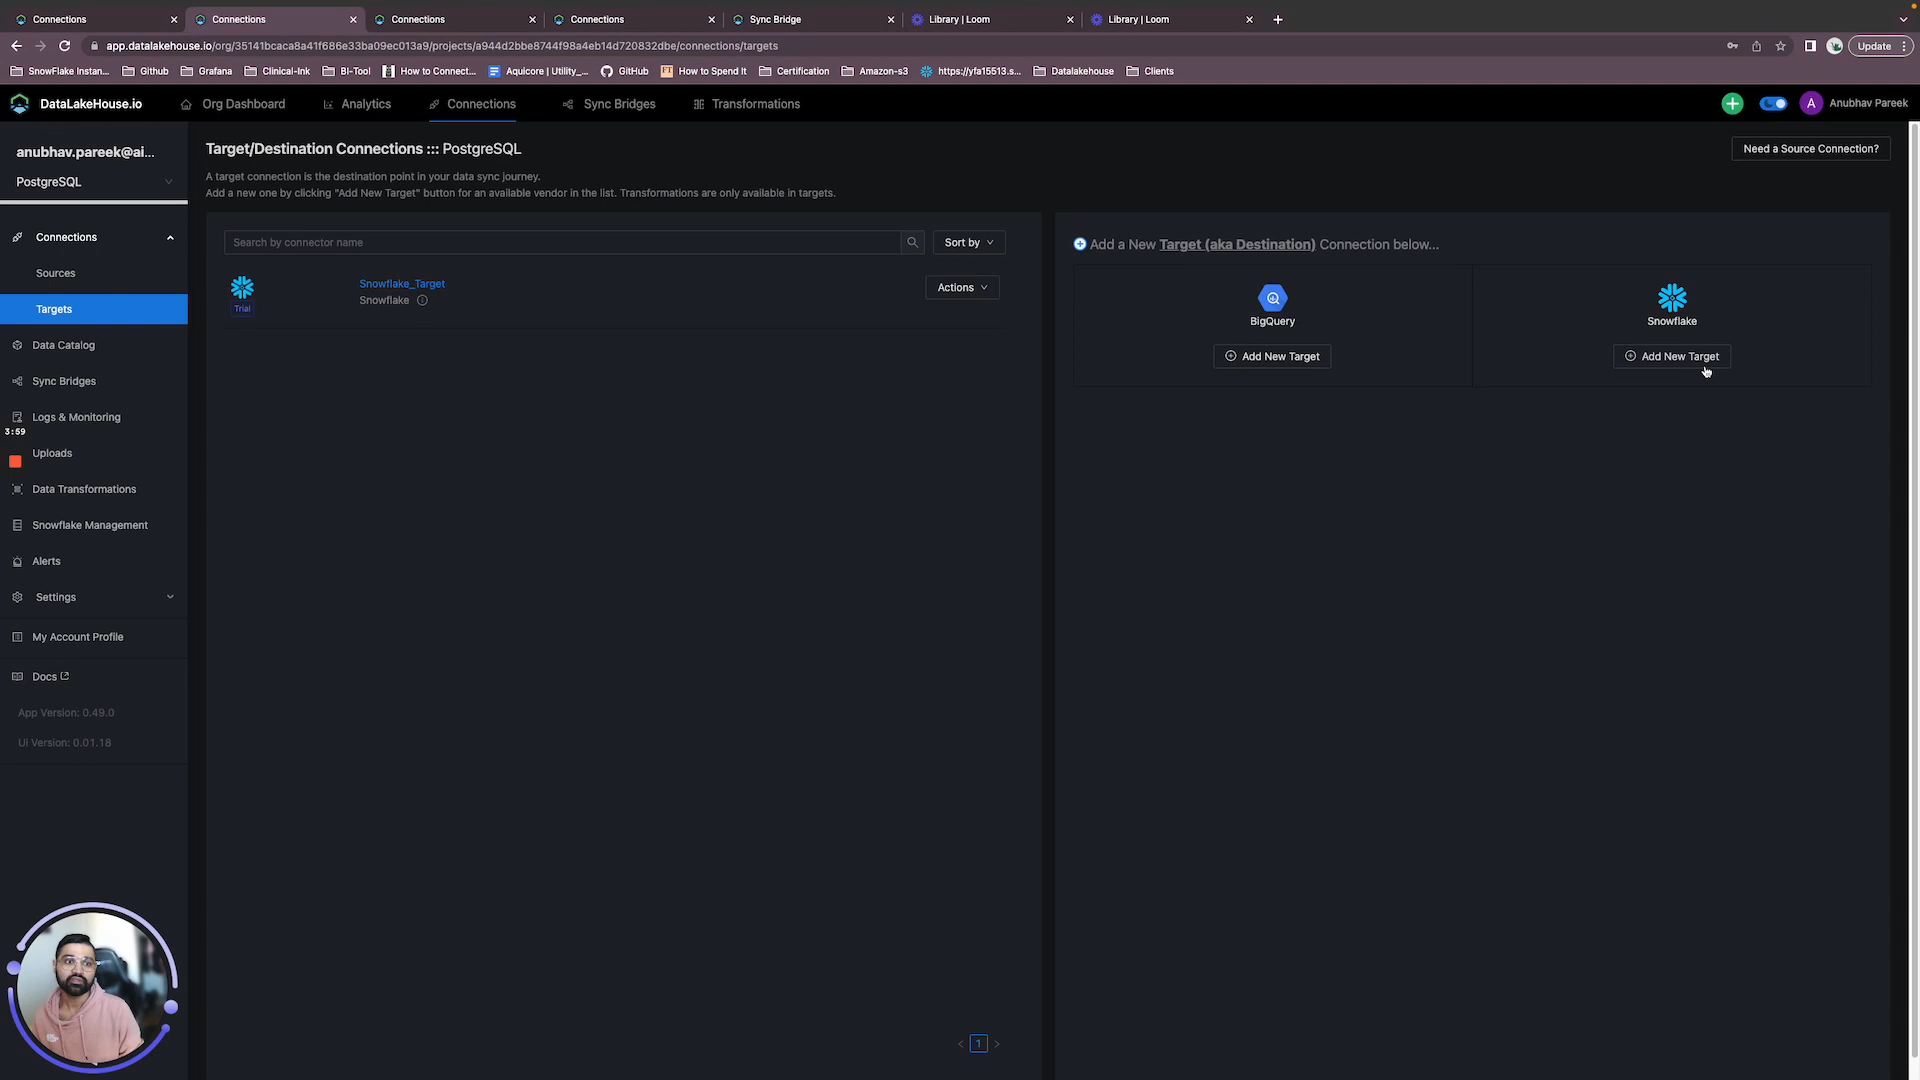 Connections
Connections
Connections
Connections
Sync Bridge
Library | Loom
Library | Loom
app.datalakehouse.io/org/35141bcaca8a41f686e33ba09ec013a9/projects/a944d2bbe8744f98a4eb14d720832dbe/connections/targets
Update
SnowFlake Instan...
Github
Grafana
Clinical-Ink
BI-Tool
How to Connect...
Aquicore | Utility_...
GitHub
How to Spend It
Certification
Amazon-s3
https://yfa15513.s...
Datalakehouse
Clients
DataLakeHouse.io
Org Dashboard
Analytics
Connections
Sync Bridges
Transformations
A
Anubhav Pareek
anubhav.pareek@ai...
PostgreSQL
Connections
Sources
Targets
Data Catalog
Sync Bridges
Logs & Monitoring
3:59
Uploads
Data Transformations
Snowflake Management
Alerts
Settings
My Account Profile
Docs
App Version: 0.49.0
UI Version: 0.01.18
Target/Destination Connections ::: PostgreSQL
Need a Source Connection?
A target connection is the destination point in your data sync journey.
Add a new one by clicking "Add New Target" button for an available vendor in the list. Transformations are only available in targets.
Search by connector name
Sort by
Trial
Snowflake_Target
Snowflake
Actions
1
Add a New Target (aka Destination) Connection below...
BigQuery
Add New Target
Snowflake
Add New Target